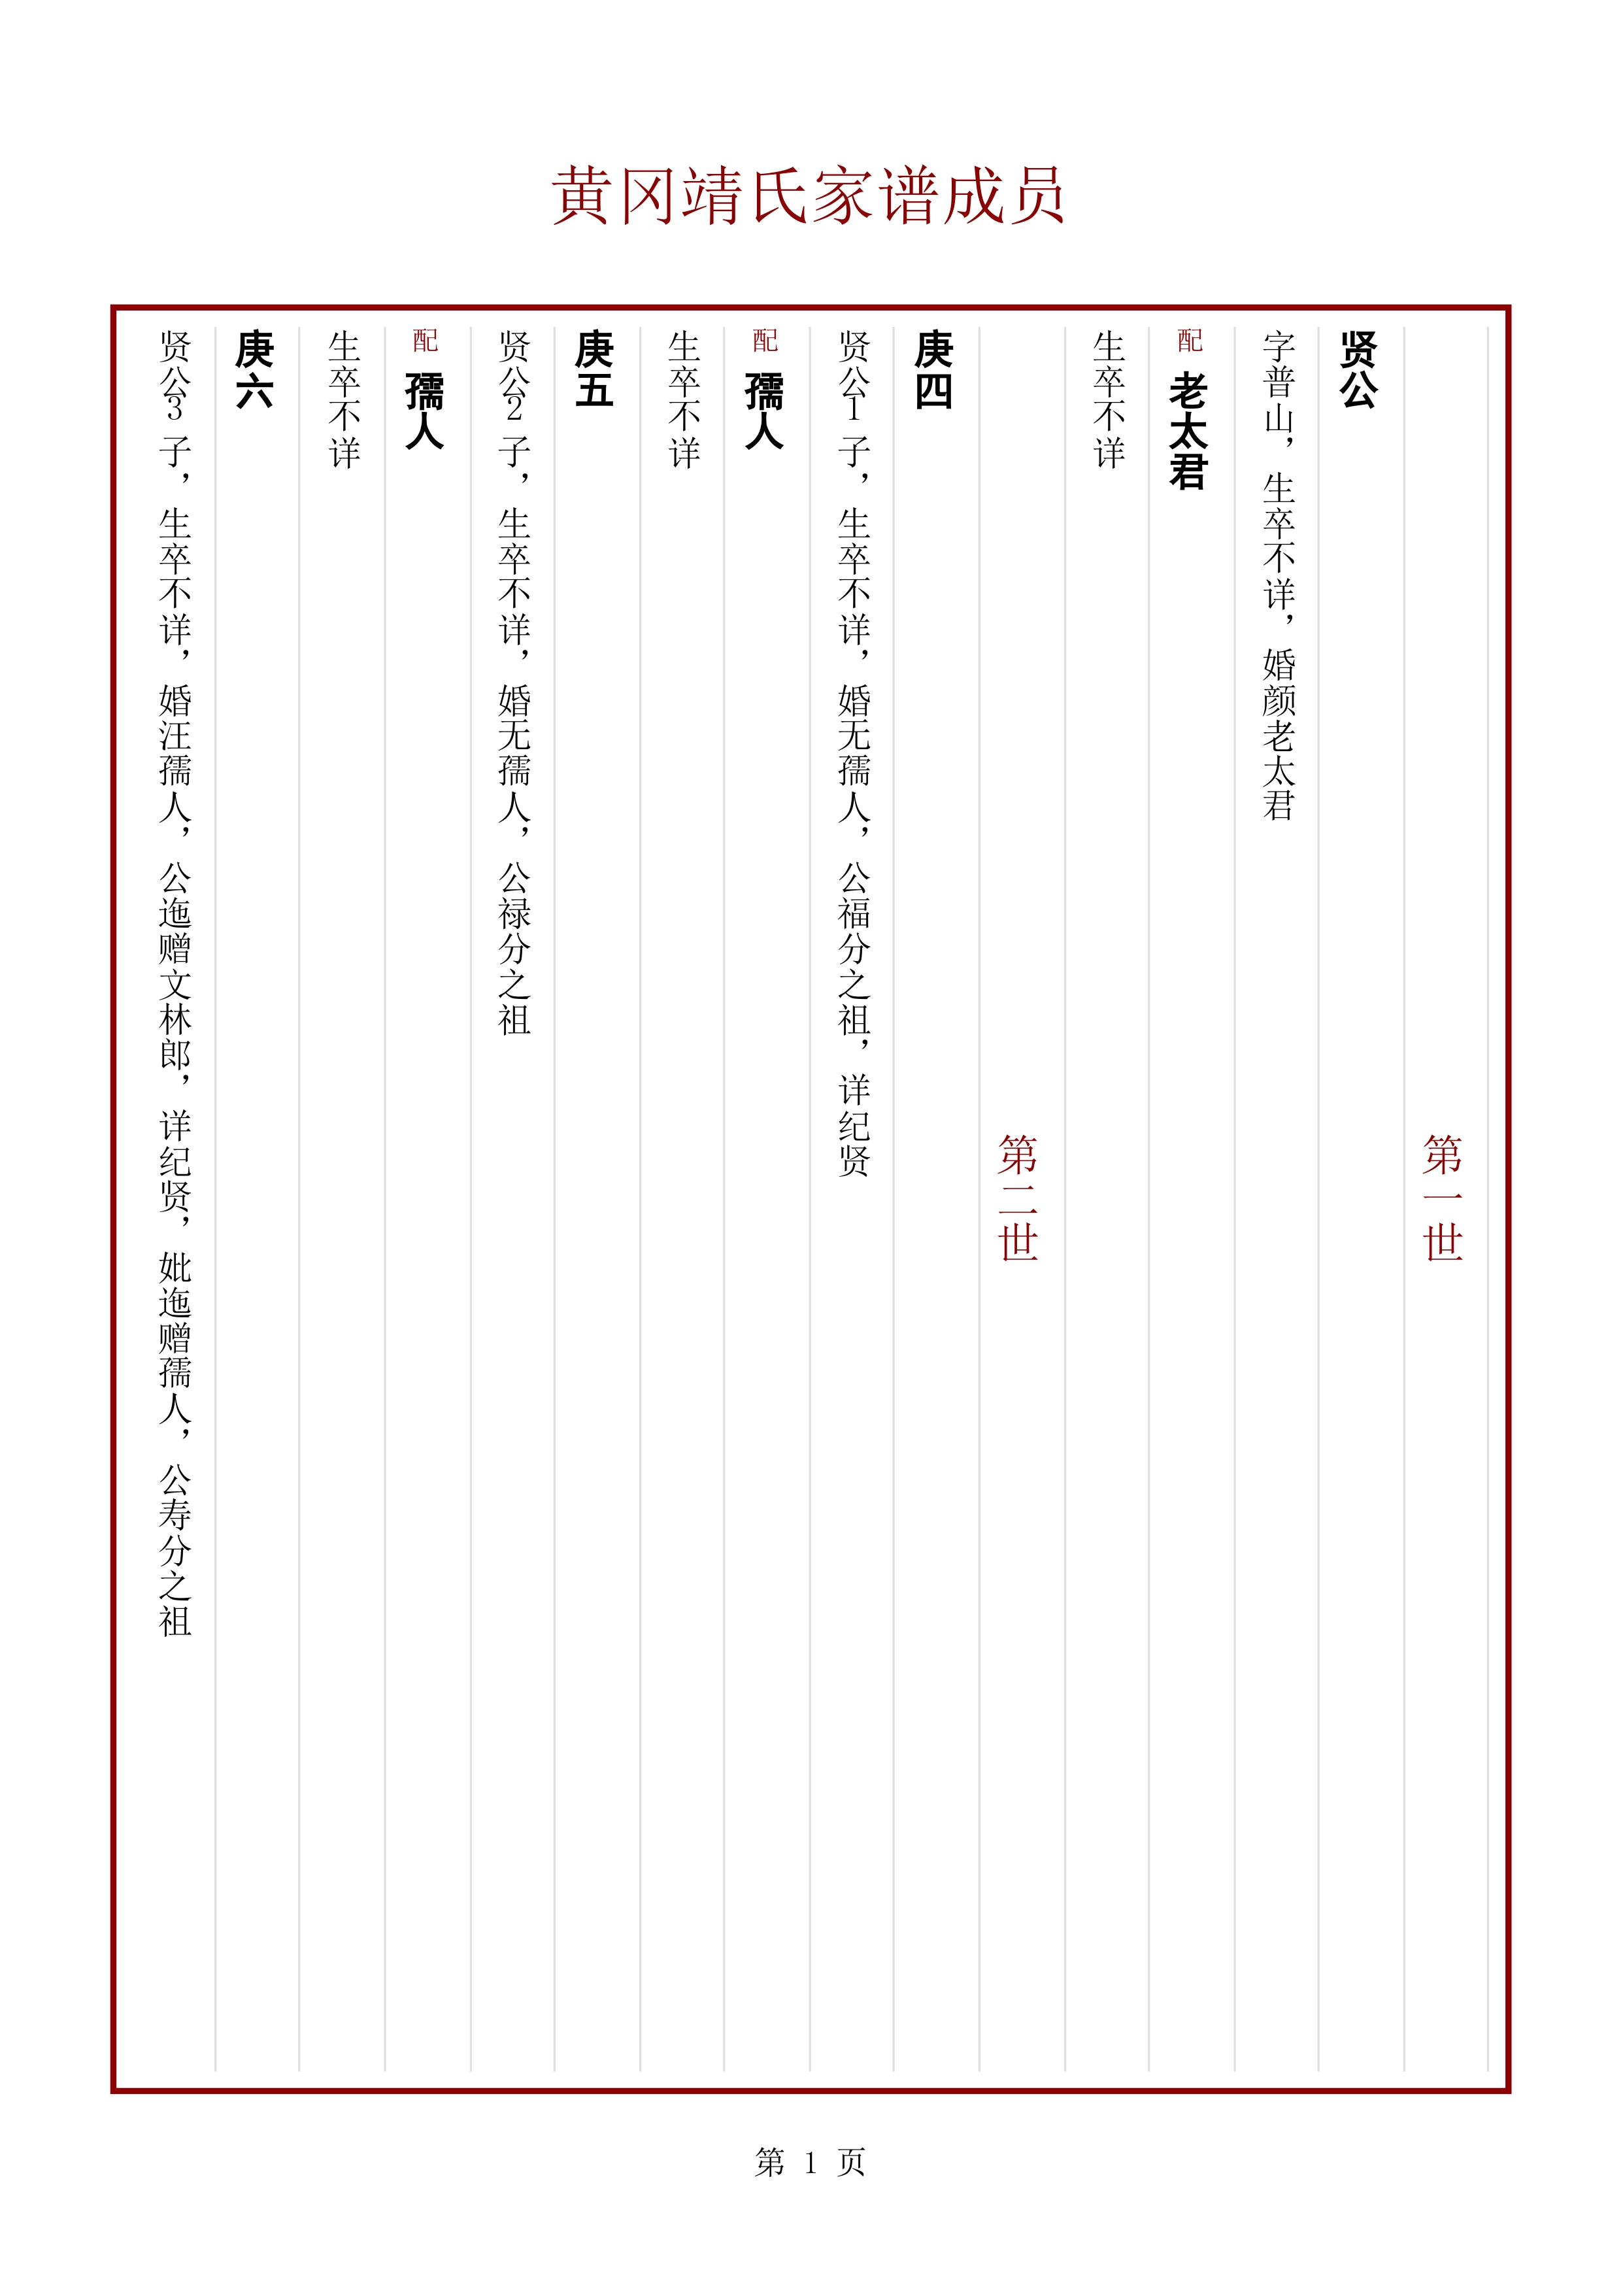 黄冈靖氏家谱成员
第一世
贤公
字普山，生卒不详，婚颜老太君
配 老太君
生卒不详
第二世
庚四
贤公1子，生卒不详，婚无孺人，公福分之祖，详纪贤
配 孺人
生卒不详
庚五
贤公2子，生卒不详，婚无孺人，公禄分之祖
配 孺人
生卒不详
庚六
贤公3子，生卒不详，婚汪孺人，公迤赠文林郎，详纪贤，妣迤赠孺人，公寿分之祖
第 1 页